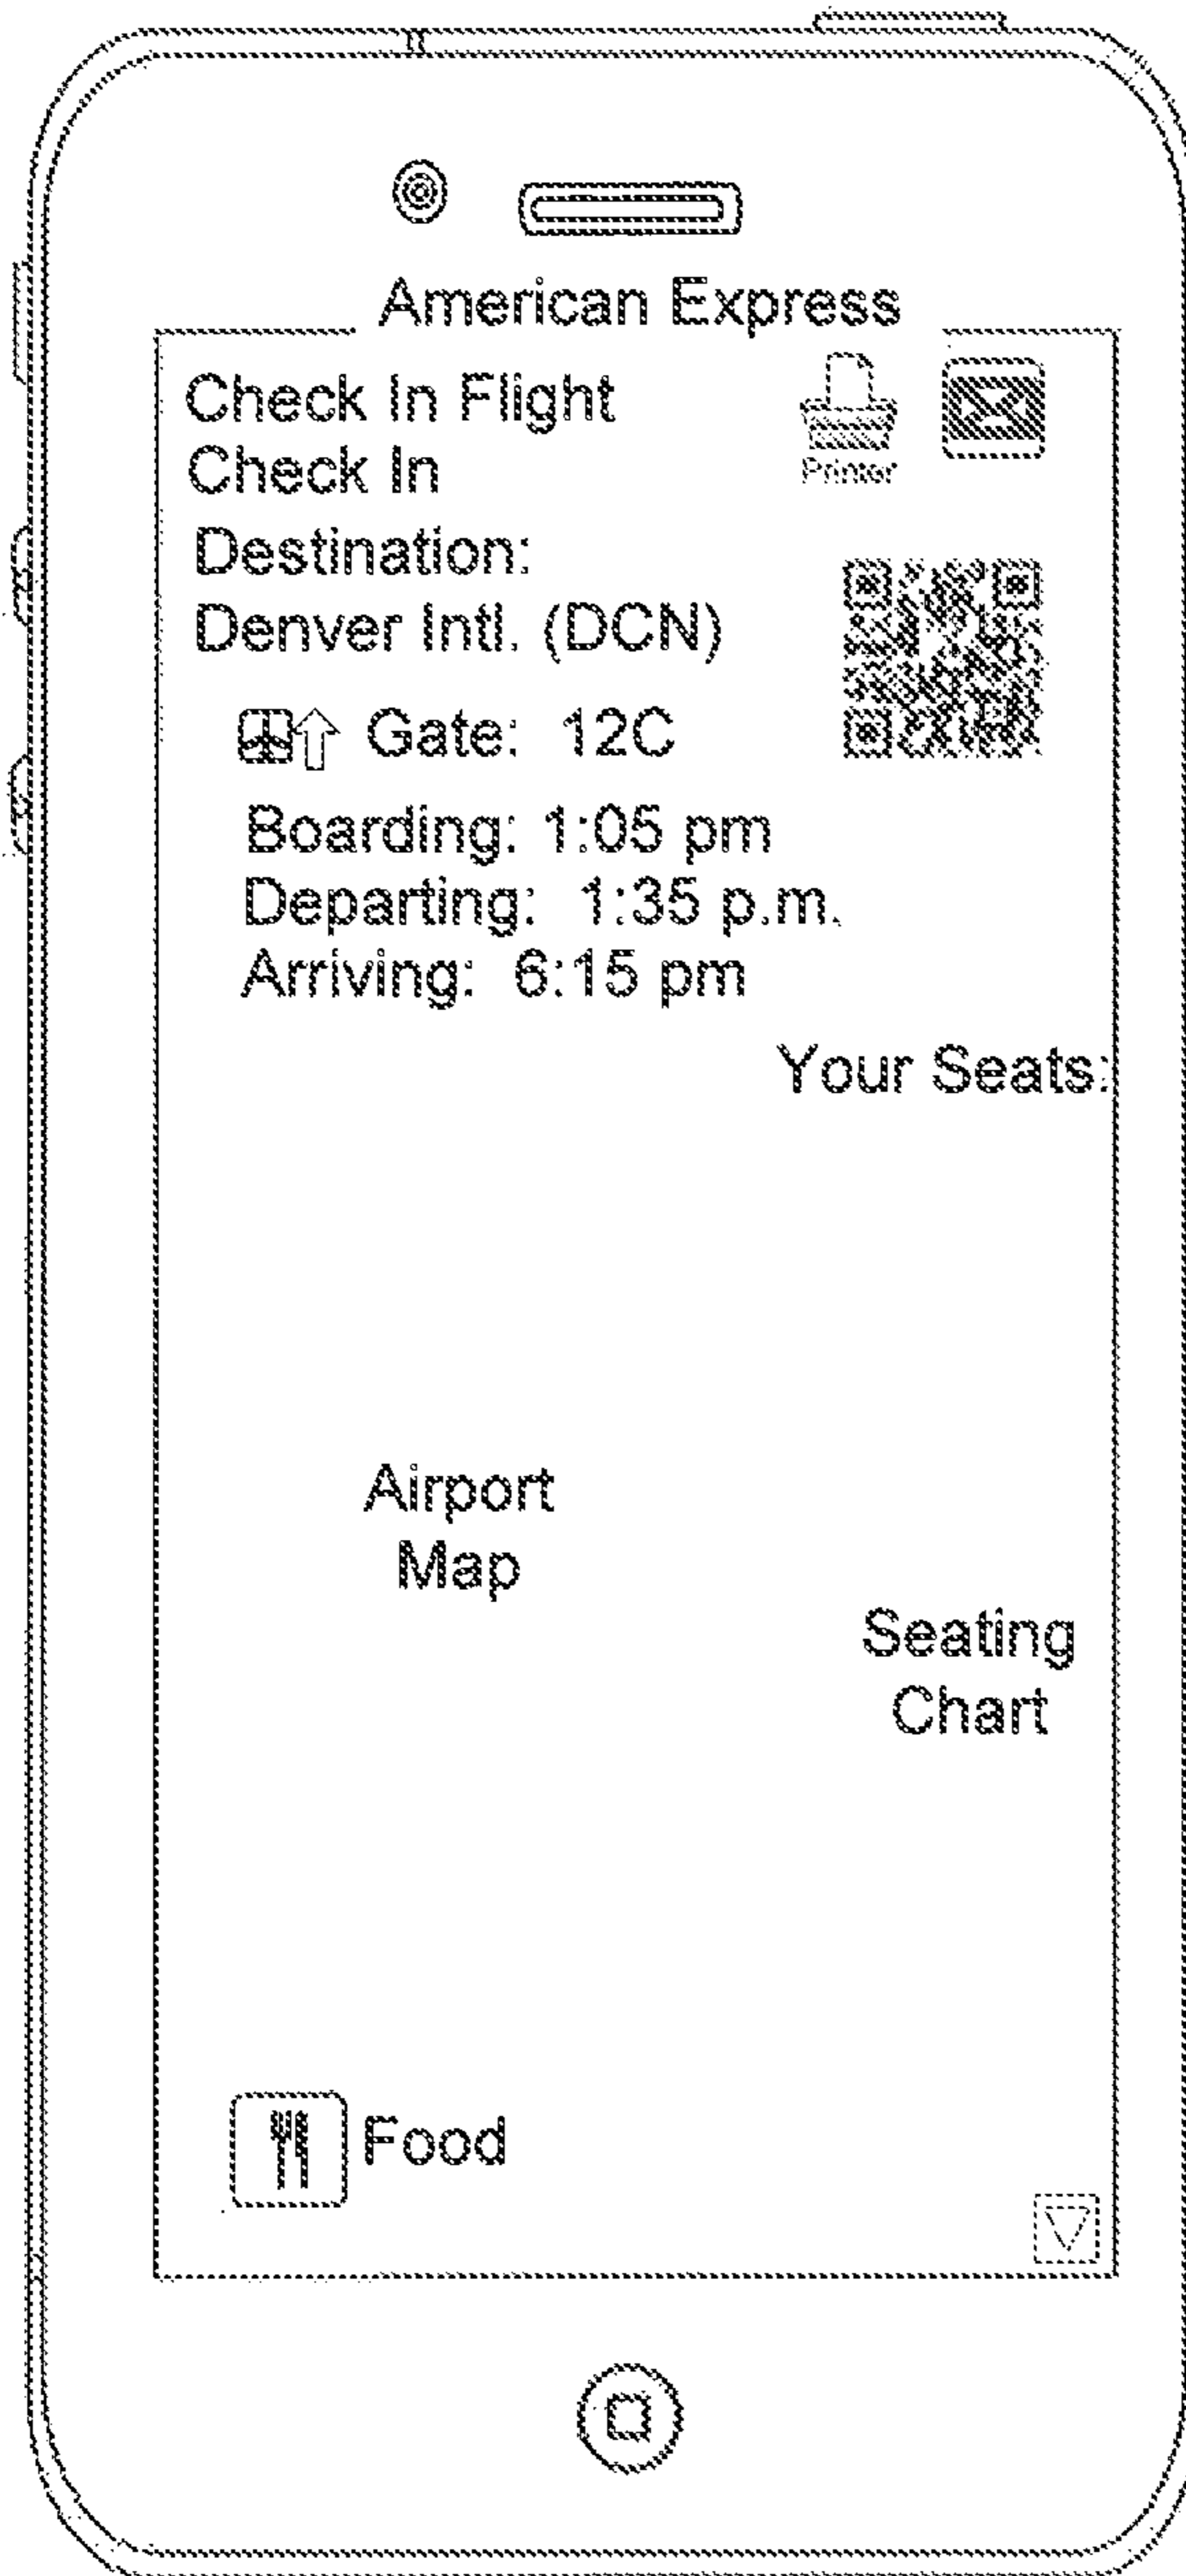 American Express
Check In Flight
Check In
Printer
Destination:
Denver Intl. (DCN)
Gate: 12C
Boarding: 1:05 pm
Departing: 1:35 p.m.
Arriving: 6:15 pm
Your Seats:
Airport
Map
Seating
Chart
Food